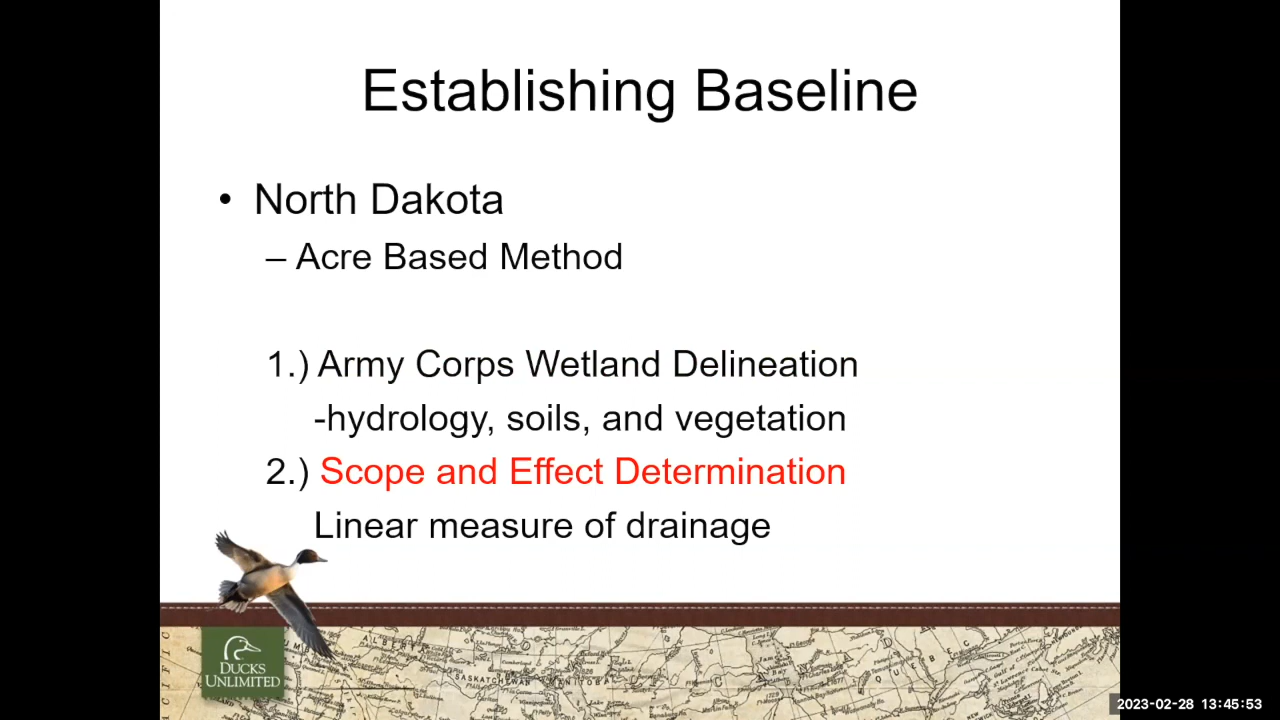 Establishing Baseline
• North Dakota
– Acre Based Method
1.) Army Corps Wetland Delineation
-hydrology, soils, and vegetation
2.) Scope and Effect Determination
Linear measure of drainage
DUCKS
UNLIMITED
SASKATCHEWAN
2023-02-28 13:45:53